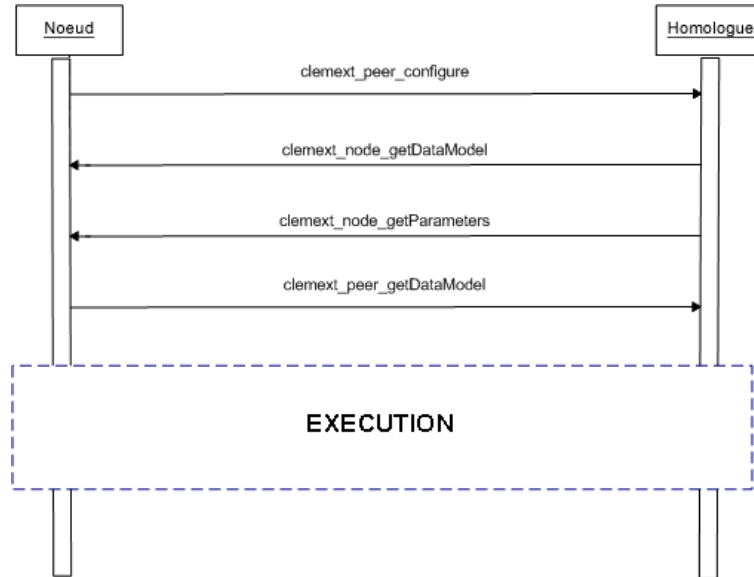 Noeud
Homologue
clemext_peer_configure
clemext_node_getDataModel
clemext_node_getParameters
clemext_peer_getDataModel
EXECUTION